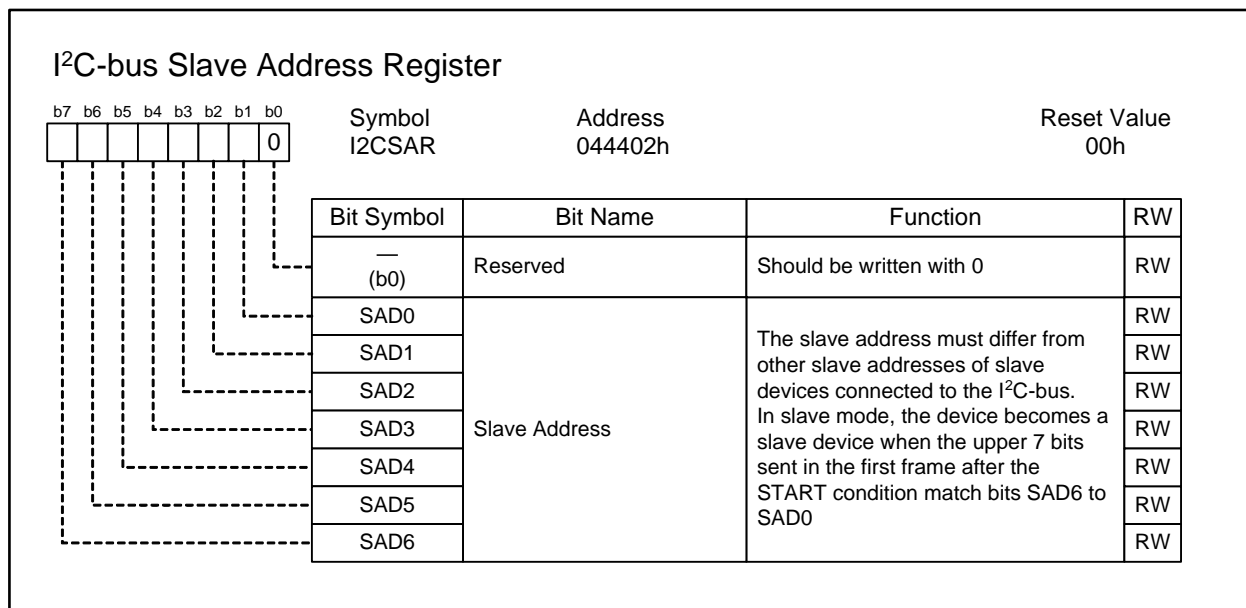 I²C-bus Slave Address Register
b7 b6 b5 b4 b3 b2 b1 b0
0
Symbol Address Reset Value
I2CSAR 044402h 00h
Bit Symbol Bit Name Function RW
—
(b0) Reserved Should be written with 0 RW
SAD0 RW
SAD1 RW
SAD2 RW
SAD3 RW
SAD4 RW
SAD5 RW
SAD6 RW
Slave Address
The slave address must differ from
other slave addresses of slave
devices connected to the I²C-bus.
In slave mode, the device becomes a
slave device when the upper 7 bits
sent in the first frame after the
START condition match bits SAD6 to
SAD0